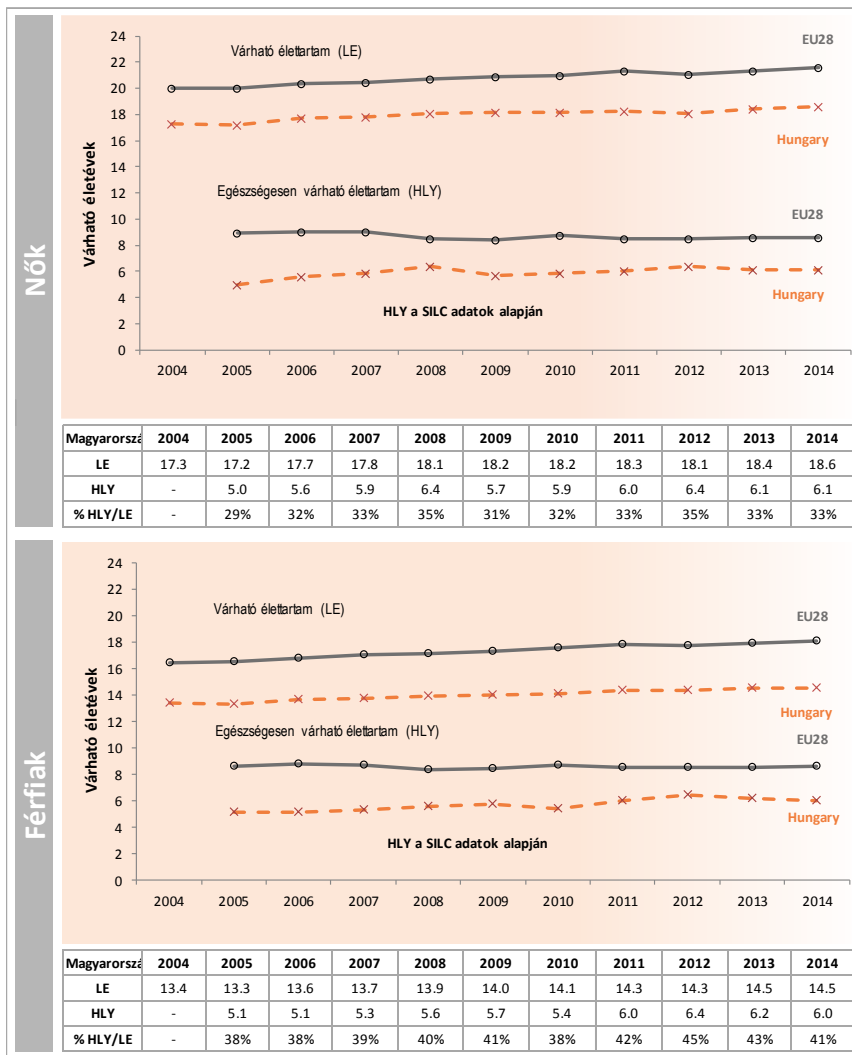 Nők
Várható életévek
24
22
20
18
16
14
12
10
8
6
4
2
0
Várható élettartam (LE)
EU28
Hungary
Egészségesen várható élettartam (HLY)
EU28
Hungary
HLY a SILC adatok alapján
2004 2005 2006 2007 2008 2009 2010 2011 2012 2013 2014
Magyarorszá 2004 2005 2006 2007 2008 2009 2010 2011 2012 2013 2014
LE 17.3 17.2 17.7 17.8 18.1 18.2 18.2 18.3 18.1 18.4 18.6
HLY - 5.0 5.6 5.9 6.4 5.7 5.9 6.0 6.4 6.1 6.1
% HLY/LE - 29% 32% 33% 35% 31% 32% 33% 35% 33% 33%
Férfiak
Várható életévek
24
22
20
18
16
14
12
10
8
6
4
2
0
Várható élettartam (LE)
EU28
Hungary
Egészségesen várható élettartam (HLY)
EU28
Hungary
HLY a SILC adatok alapján
2004 2005 2006 2007 2008 2009 2010 2011 2012 2013 2014
Magyarorszá 2004 2005 2006 2007 2008 2009 2010 2011 2012 2013 2014
LE 13.4 13.3 13.6 13.7 13.9 14.0 14.1 14.3 14.3 14.5 14.5
HLY - 5.1 5.1 5.3 5.6 5.7 5.4 6.0 6.4 6.2 6.0
% HLY/LE - 38% 38% 39% 40% 41% 38% 42% 45% 43% 41%